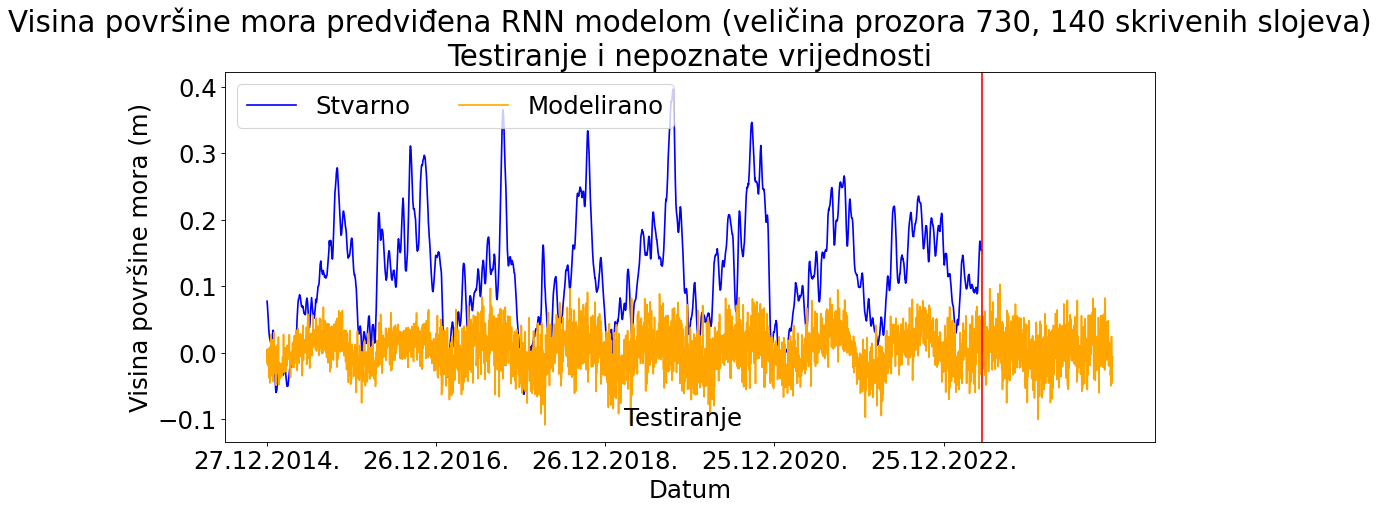 Visina površine mora predviđena RNN modelom (veličina prozora 730, 140 skrivenih slojeva)
Testiranje i nepoznate vrijednosti
Stvarno Modelirano
Visina površine mora (m)
0.4
0.3
0.2
0.1
0.0
−0.1
Testiranje
27.12.2014. 26.12.2016. 26.12.2018. 25.12.2020. 25.12.2022.
Datum